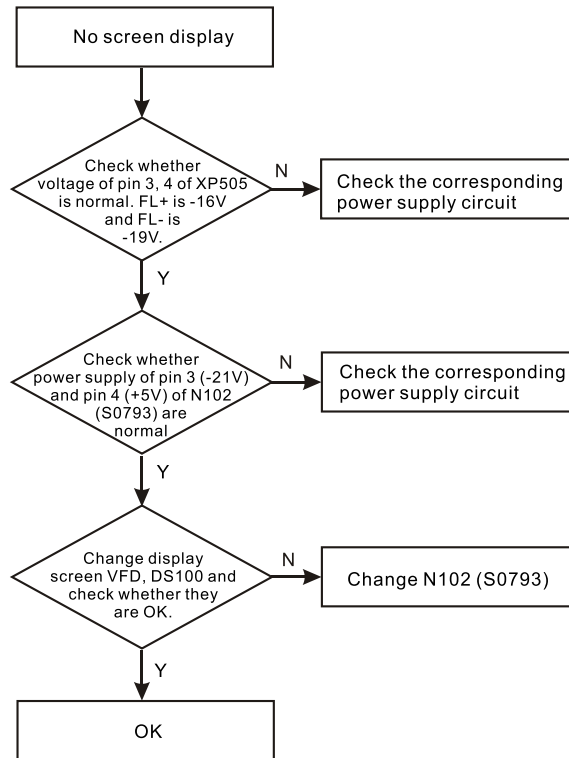 No screen display
Check whether
voltage of pin 3, 4 of XP505
is normal. FL+ is -16V
and FL- is
-19V.
N
Check the corresponding
power supply circuit
Y
Check whether
power supply of pin 3 (-21V)
and pin 4 (+5V) of N102
(S0793) are
normal
N
Check the corresponding
power supply circuit
Y
Change display
screen VFD, DS100 and
check whether they
are OK.
N
Change N102 (S0793)
Y
OK